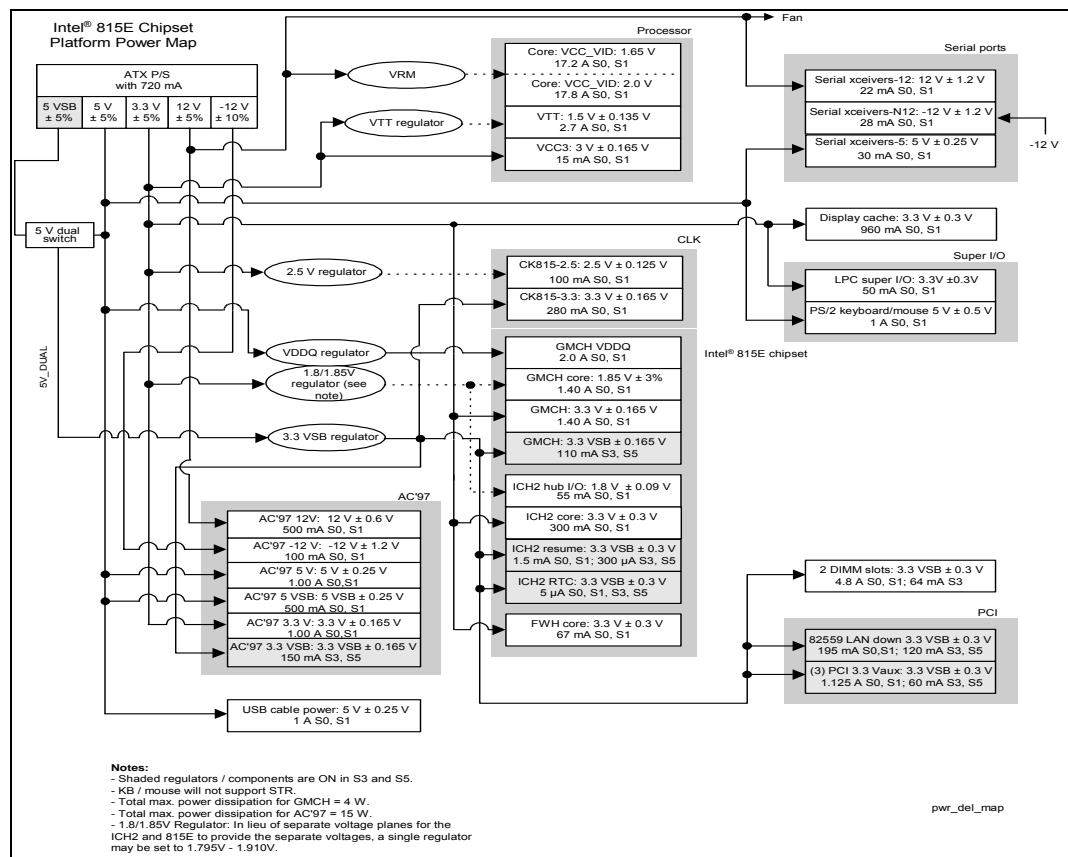 Intel® 815E Chipset
Platform Power Map
ATX P/S
with 720 mA
5 VSB
± 5%
5 V
± 5%
3.3 V
± 5%
12 V
± 5%
-12 V
± 10%
Fan
Processor
VRM
Core: VCC_VID: 1.65 V
17.2 A S0, S1
Core: VCC_VID: 2.0 V
17.8 A S0, S1
VTT regulator
VTT: 1.5 V ± 0.135 V
2.7 A S0, S1
VCC3: 3 V ± 0.165 V
15 mA S0, S1
Serial ports
Serial xceivers-12: 12 V ± 1.2 V
22 mA S0, S1
Serial xceivers-N12: -12 V ± 1.2 V
28 mA S0, S1
Serial xceivers-5: 5 V ± 0.25 V
30 mA S0, S1
-12 V
5 V dual
switch
5V_DUAL
Display cache: 3.3 V ± 0.3 V
960 mA S0, S1
Super I/O
LPC super I/O: 3.3V ±0.3V
50 mA S0, S1
PS/2 keyboard/mouse 5 V ± 0.5 V
1 A S0, S1
CLK
2.5 V regulator
CK815-2.5: 2.5 V ± 0.125 V
100 mA S0, S1
CK815-3.3: 3.3 V ± 0.165 V
280 mA S0, S1
Intel® 815E chipset
VDDQ regulator
1.8/1.85V
regulator (see
note)
3.3 VSB regulator
GMCH VDDQ
2.0 A S0, S1
GMCH core: 1.85 V ± 3%
1.40 A S0, S1
GMCH: 3.3 V ± 0.165 V
1.40 A S0, S1
GMCH: 3.3 VSB ± 0.165 V
110 mA S3, S5
ICH2 hub I/O: 1.8 V ± 0.09 V
55 mA S0, S1
ICH2 core: 3.3 V ± 0.3 V
300 mA S0, S1
ICH2 resume: 3.3 VSB ± 0.3 V
1.5 mA S0, S1; 300 µA S3, S5
ICH2 RTC: 3.3 VSB ± 0.3 V
5 µA S0, S1, S3, S5
FWH core: 3.3 V ± 0.3 V
67 mA S0, S1
AC'97
AC'97 12V: 12 V ± 0.6 V
500 mA S0, S1
AC'97 -12 V: -12 V ± 1.2 V
100 mA S0, S1
AC'97 5 V: 5 V ± 0.25 V
1.00 A S0,S1
AC'97 5 VSB: 5 VSB ± 0.25 V
500 mA S0, S1
AC'97 3.3 V: 3.3 V ± 0.165 V
1.00 A S0,S1
AC'97 3.3 VSB: 3.3 VSB ± 0.165 V
150 mA S3, S5
2 DIMM slots: 3.3 VSB ± 0.3 V
4.8 A S0, S1; 64 mA S3
PCI
82559 LAN down 3.3 VSB ± 0.3 V
195 mA S0,S1; 120 mA S3, S5
(3) PCI 3.3 Vaux: 3.3 VSB ± 0.3 V
1.125 A S0, S1; 60 mA S3, S5
USB cable power: 5 V ± 0.25 V
1 A S0, S1
Notes:
- Shaded regulators / components are ON in S3 and S5.
- KB / mouse will not support STR.
- Total max. power dissipation for GMCH = 4 W.
- Total max. power dissipation for AC'97 = 15 W.
- 1.8/1.85V Regulator: In lieu of separate voltage planes for the
ICH2 and 815E to provide the separate voltages, a single regulator
may be set to 1.795V - 1.910V.
pwr_del_map